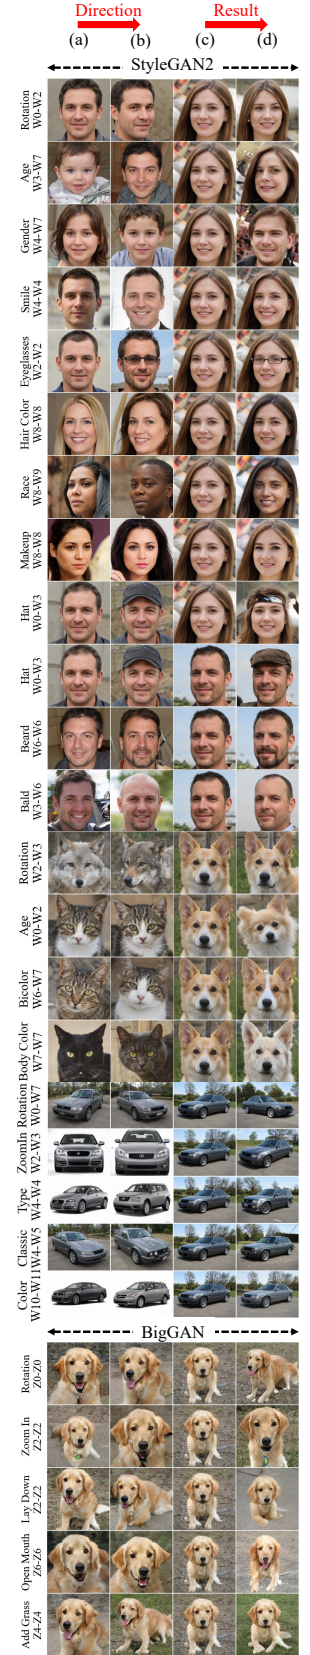 Direction
Result
(a)
(b)
(c)
(d)
StyleGAN2
Rotation
W0-W2
Age
W3-W7
Gender
W4-W7
Smile
W4-W4
Eyeglasses
W2-W2
Hair Color
W8-W8
Race
W8-W9
Makeup
W8-W8
Hat
W0-W3
Hat
W0-W3
Beard
W6-W6
Bald
W3-W6
Rotation
W2-W3
Age
W0-W2
Bicolor
W6-W7
Body Color
W7-W7
Rotation
W0-W7
ZoomIn
W2-W3
Type
W4-W4
Classic
W4-W5
Color
W10-W11
BigGAN
Rotation
Z0-Z0
Zoom In
Z2-Z2
Lay Down
Z2-Z2
Open Mouth
Z6-Z6
Add Grass
Z4-Z4